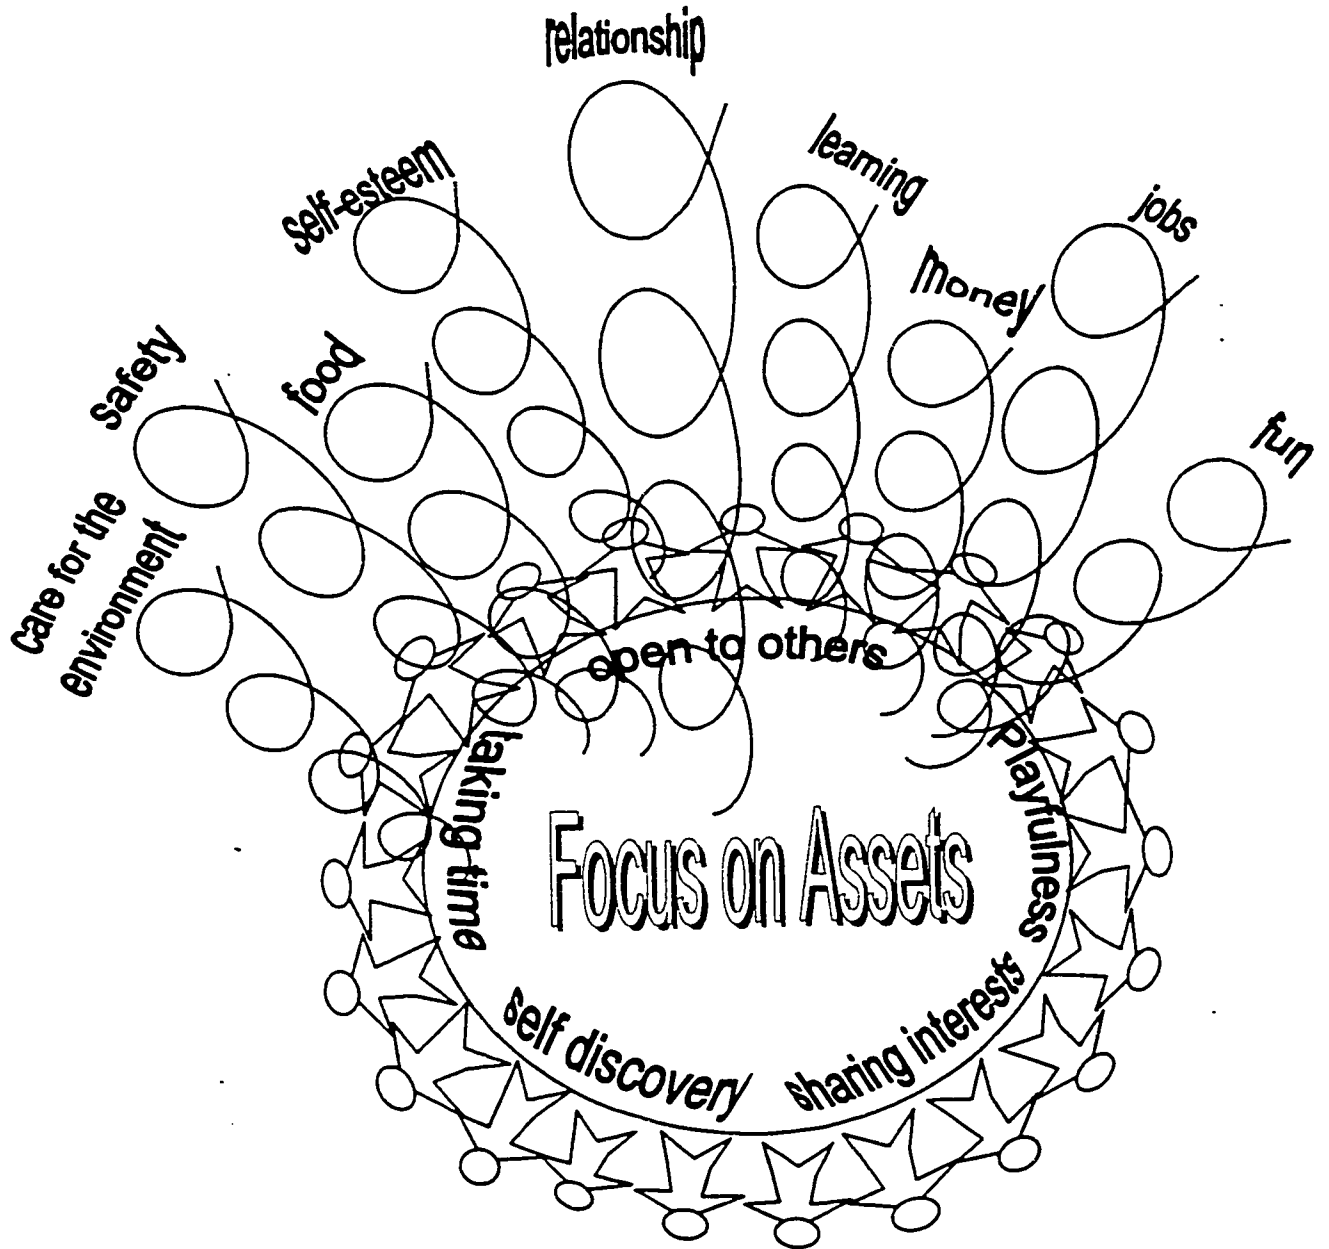 relationship
learning
self-esteem
jobs
money
safety
food
fun
care for the
environment
open to others
taking time
Playfulness
Focus on Assets
self discovery
sharing interests